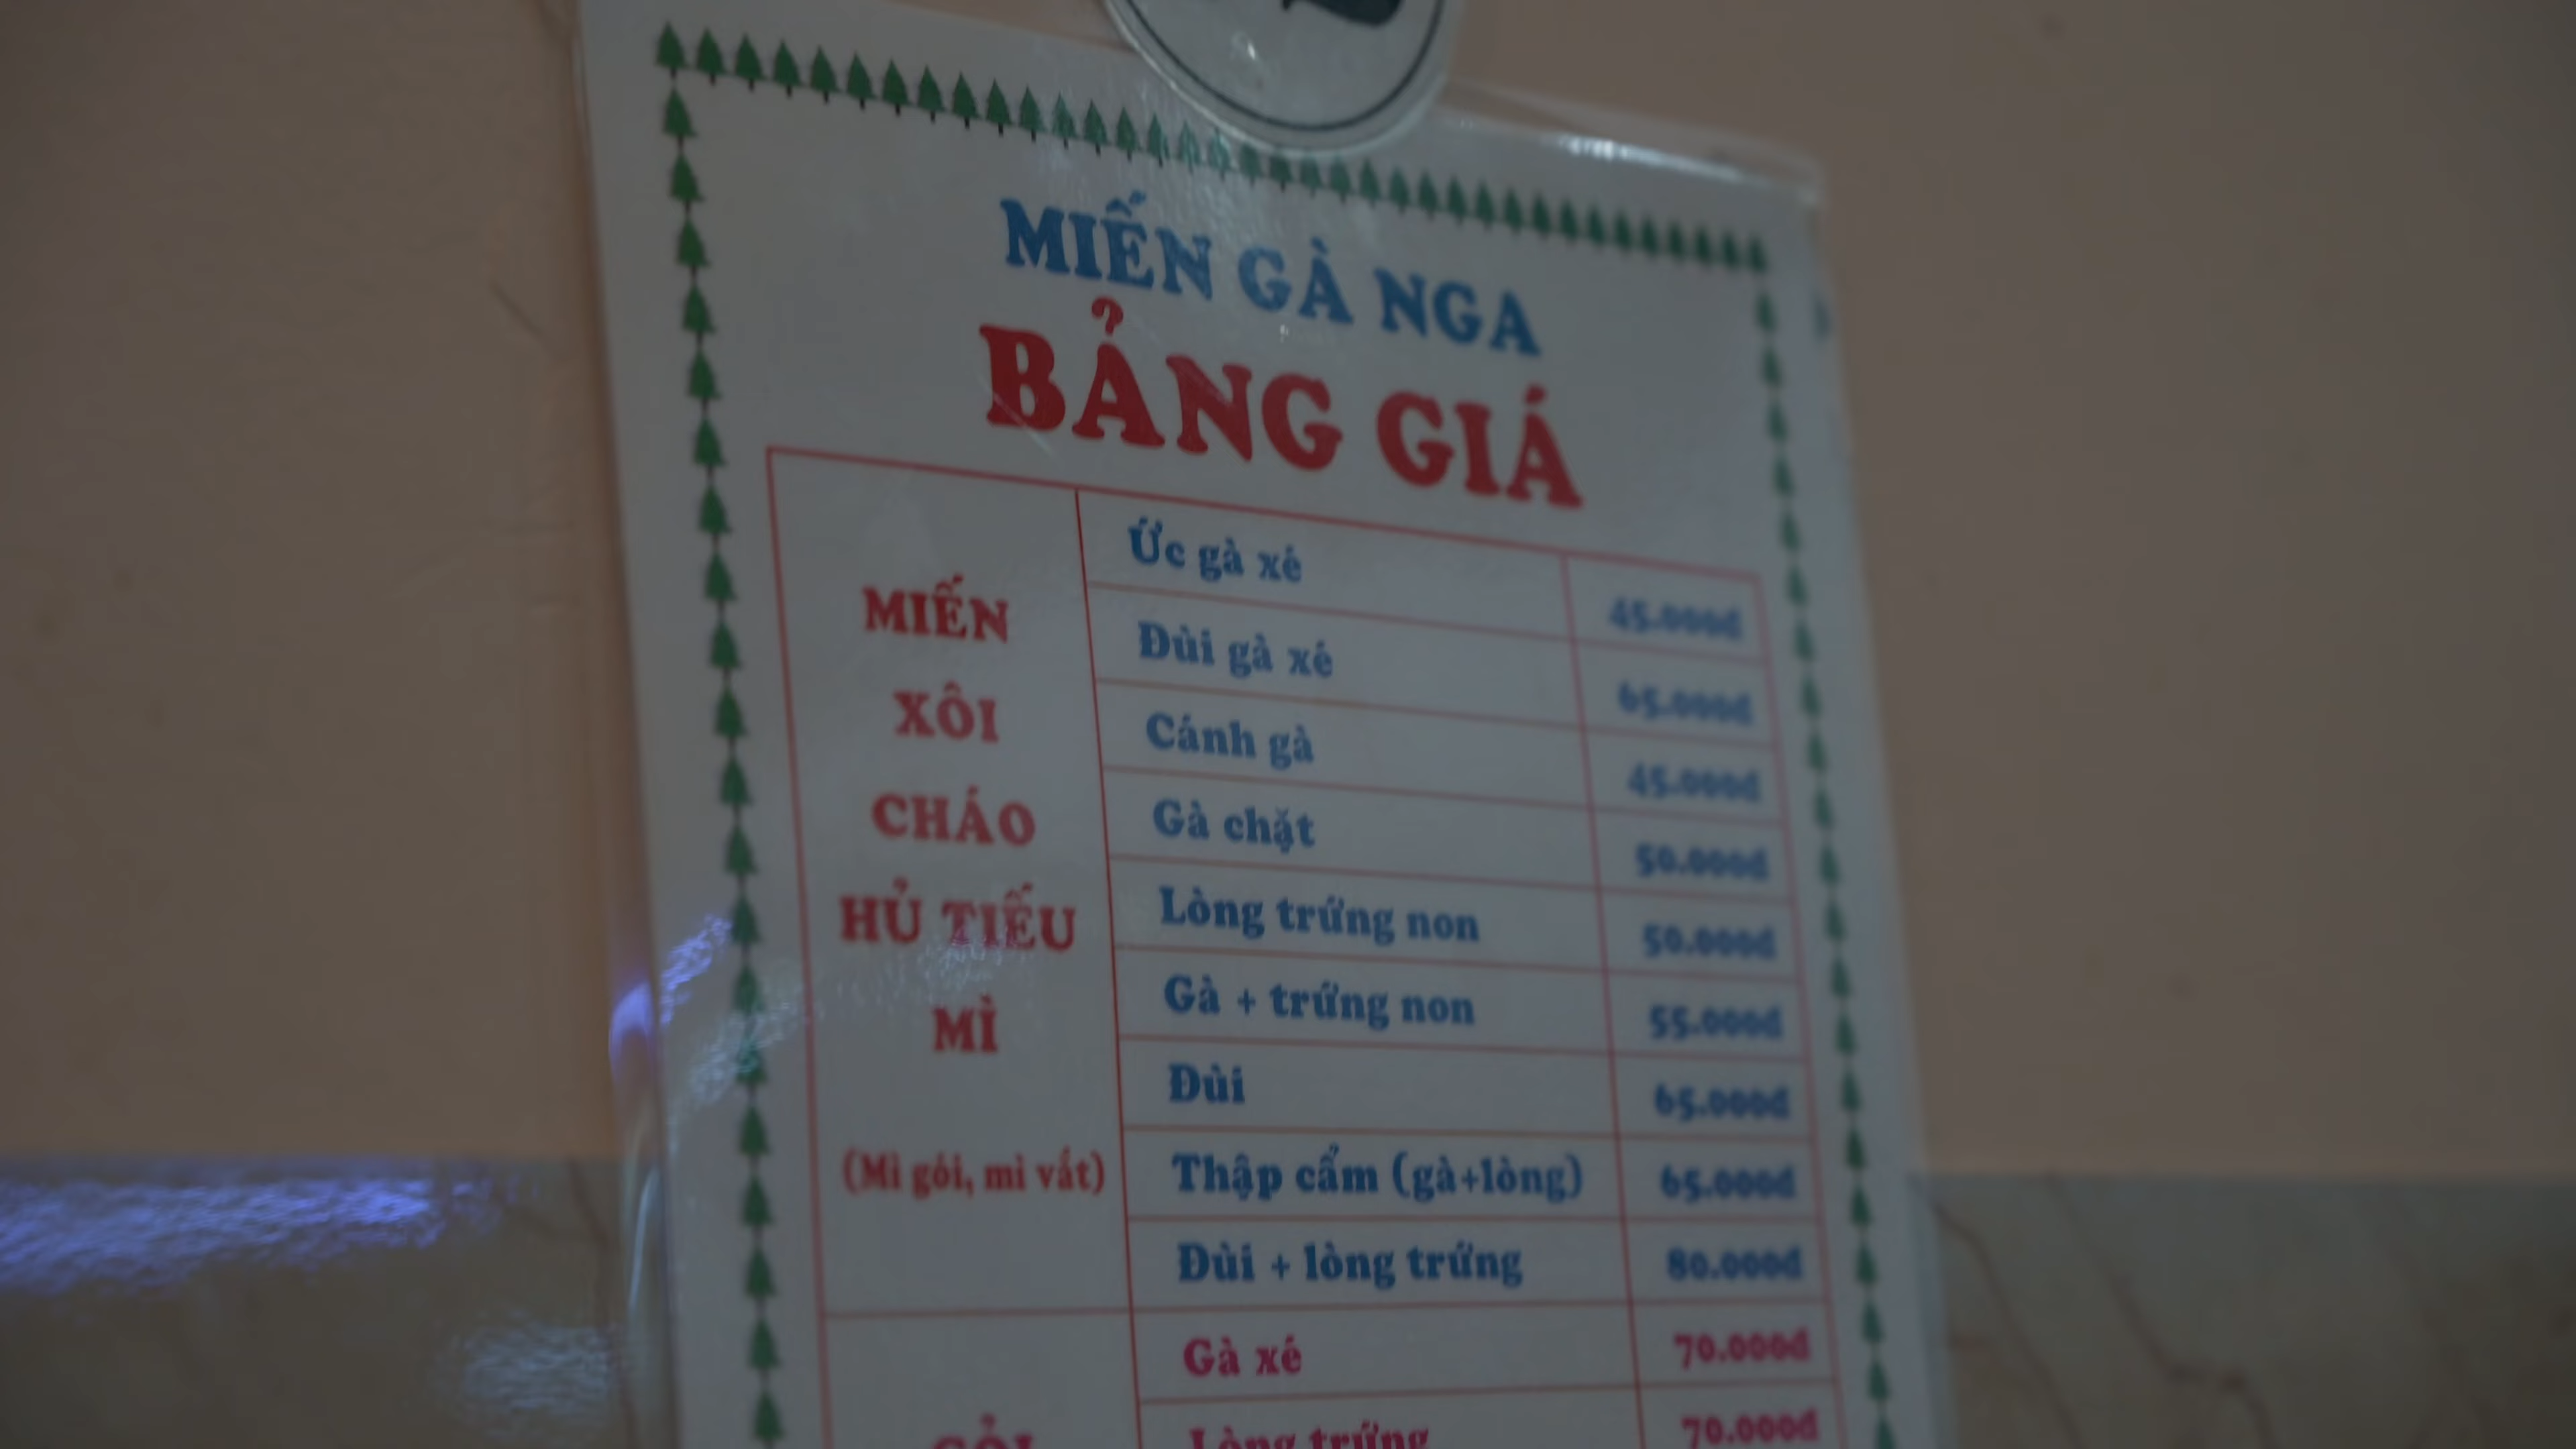 MIẾN GÀ NGA
BẢNG GIÁ
MIẾN
XÔI
CHÁO
HỦ TIẾU
MÌ
(Mì gói, mì vắt)
Ức gà xé 45.000đ
Đùi gà xé 65.000đ
Cánh gà 45.000đ
Gà chặt 50.000đ
Lòng trứng non 50.000đ
Gà + trứng non 55.000đ
Đùi 65.000đ
Thập cẩm (gà+lòng) 65.000đ
Đùi + lòng trứng 80.000đ
GỎI
Gà xé 70.000đ
Lòng trứng 70.000đ